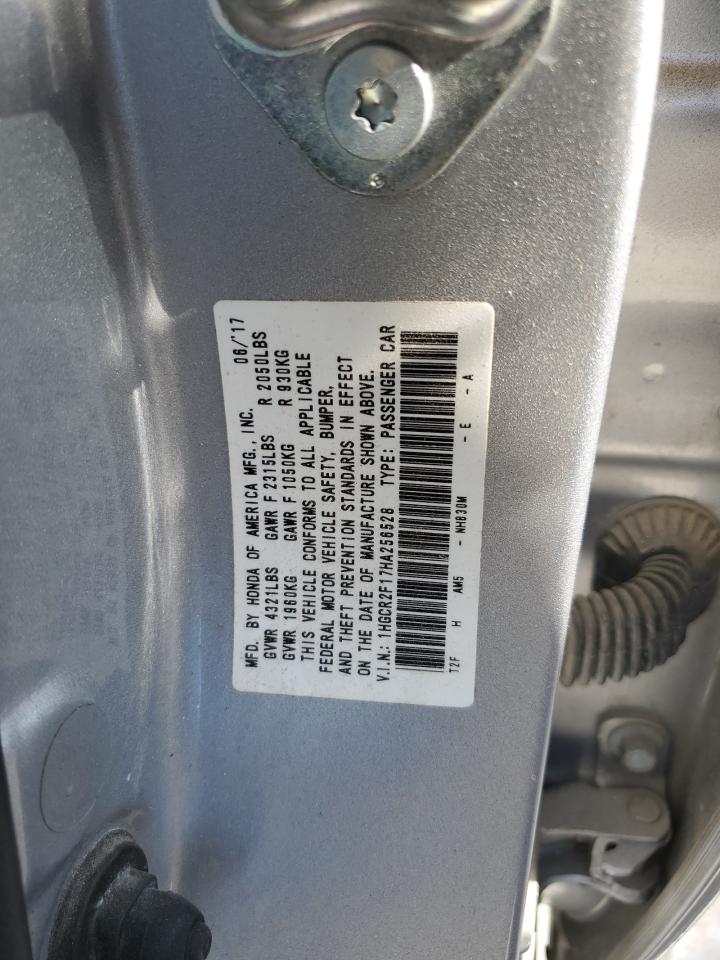 MFD. BY HONDA OF AMERICA MFG., INC. 06/'17
GVWR 4321LBS GAWR F 2315LBS R 2050LBS
GVWR 1960KG GAWR F 1050KG R 930KG
THIS VEHICLE CONFORMS TO ALL APPLICABLE
FEDERAL MOTOR VEHICLE SAFETY, BUMPER,
AND THEFT PREVENTION STANDARDS IN EFFECT
ON THE DATE OF MANUFACTURE SHOWN ABOVE.
V.I.N.: 1HGCR2F17HA256528 TYPE: PASSENGER CAR
T2F H AM5 - NH830M - E - A